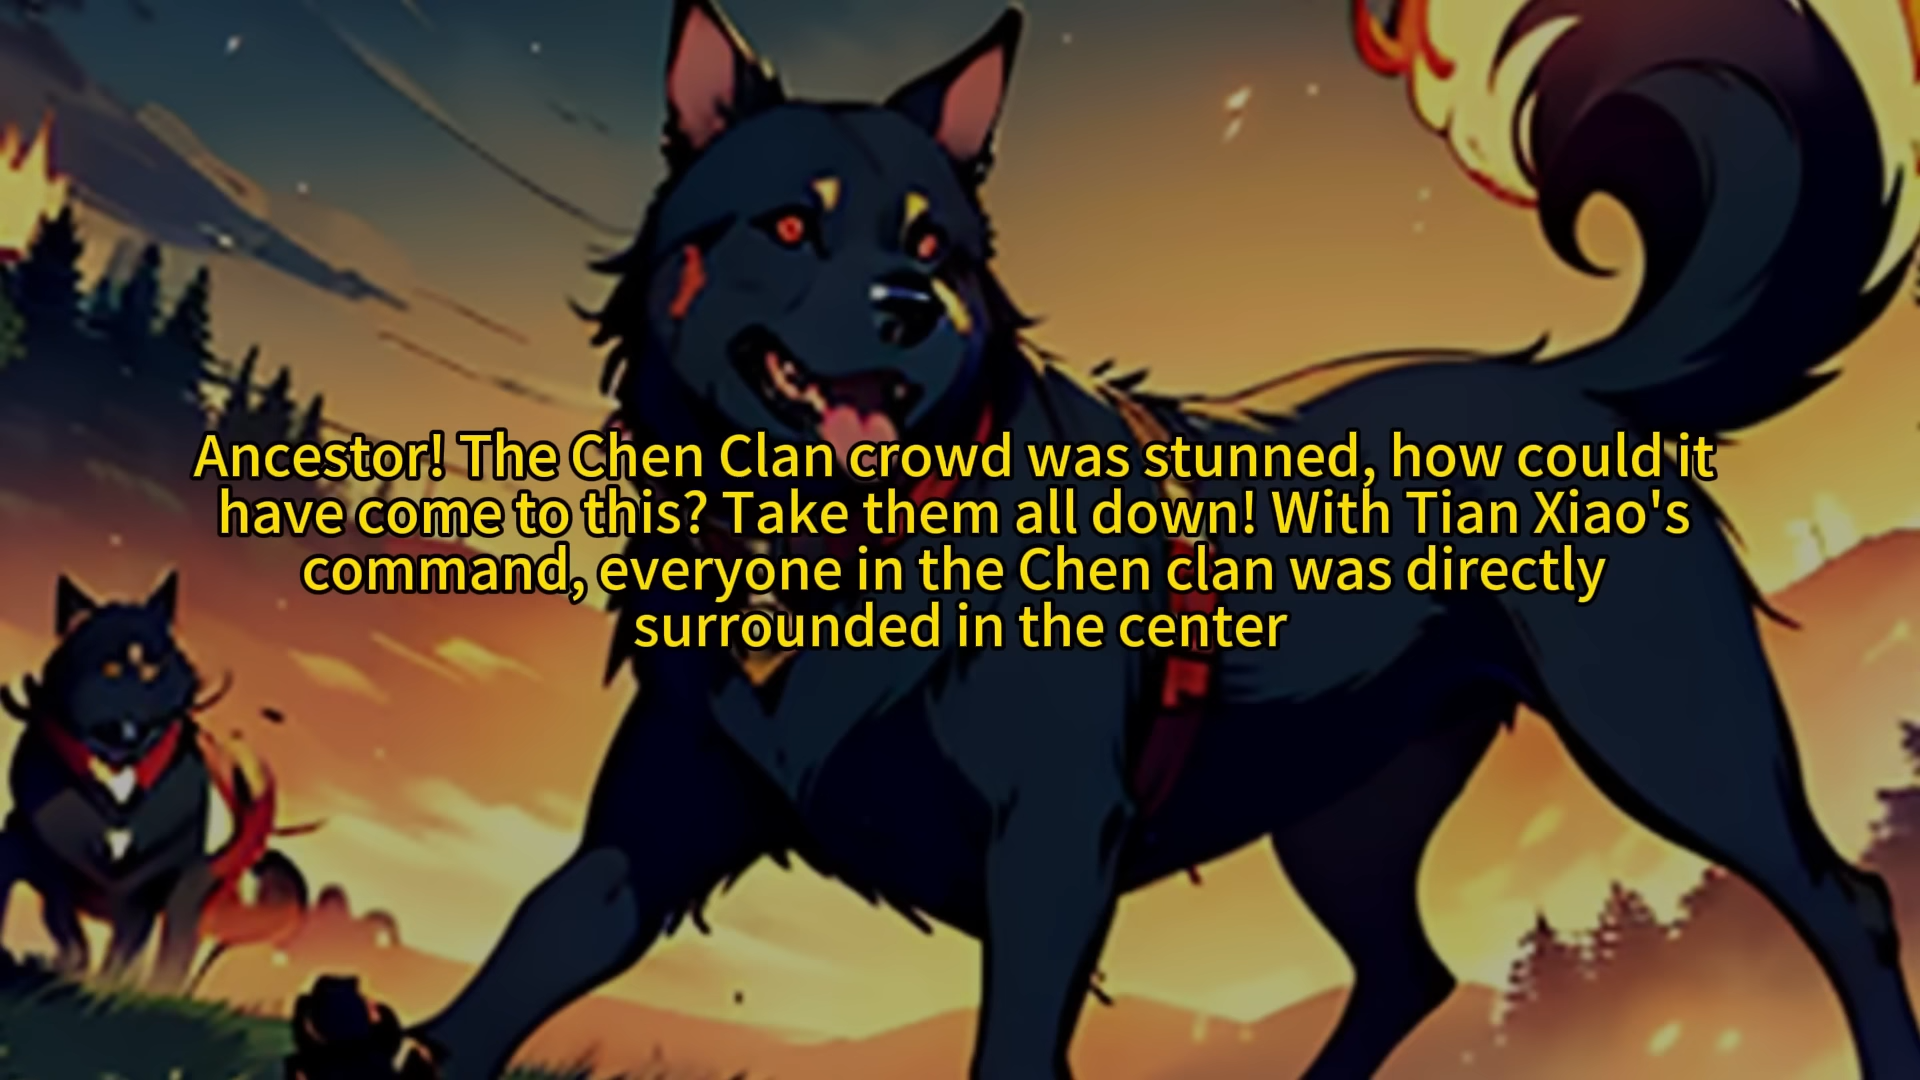 Ancestor! The Chen Clan crowd was stunned, how could it
have come to this? Take them all down! With Tian Xiao's
command, everyone in the Chen clan was directly
surrounded in the center